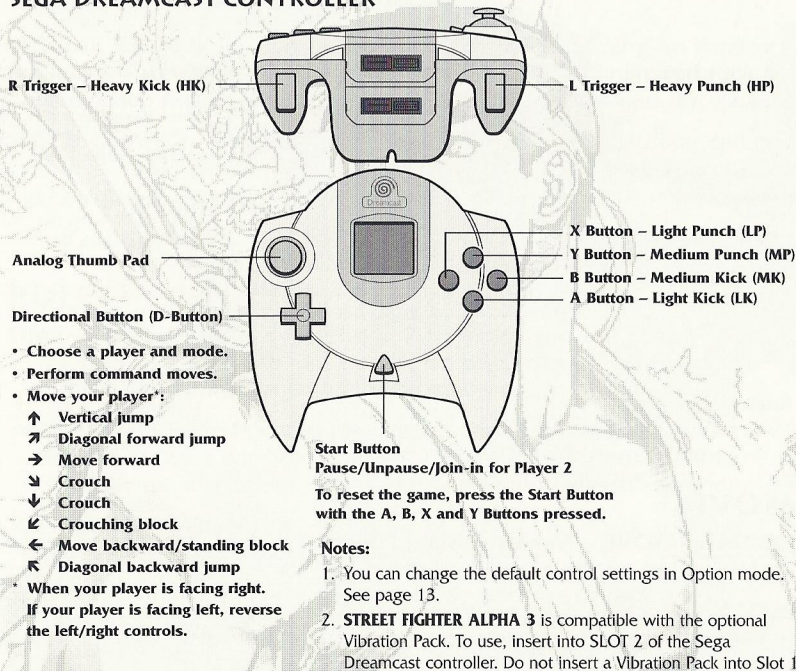 SEGA DREAMCAST CONTROLLER
R Trigger – Heavy Kick (HK)
L Trigger – Heavy Punch (HP)
Dreamcast
X Button – Light Punch (LP)
Y Button – Medium Punch (MP)
B Button – Medium Kick (MK)
A Button – Light Kick (LK)
Analog Thumb Pad
Directional Button (D-Button)
• Choose a player and mode.
• Perform command moves.
• Move your player*:
↑ Vertical jump
↗ Diagonal forward jump
→ Move forward
↘ Crouch
↓ Crouch
↙ Crouching block
← Move backward/standing block
↖ Diagonal backward jump
* When your player is facing right.
If your player is facing left, reverse
the left/right controls.
Start Button
Pause/Unpause/Join-in for Player 2
To reset the game, press the Start Button
with the A, B, X and Y Buttons pressed.
Notes:
1. You can change the default control settings in Option mode.
See page 13.
2. STREET FIGHTER ALPHA 3 is compatible with the optional
Vibration Pack. To use, insert into SLOT 2 of the Sega
Dreamcast controller. Do not insert a Vibration Pack into Slot 1